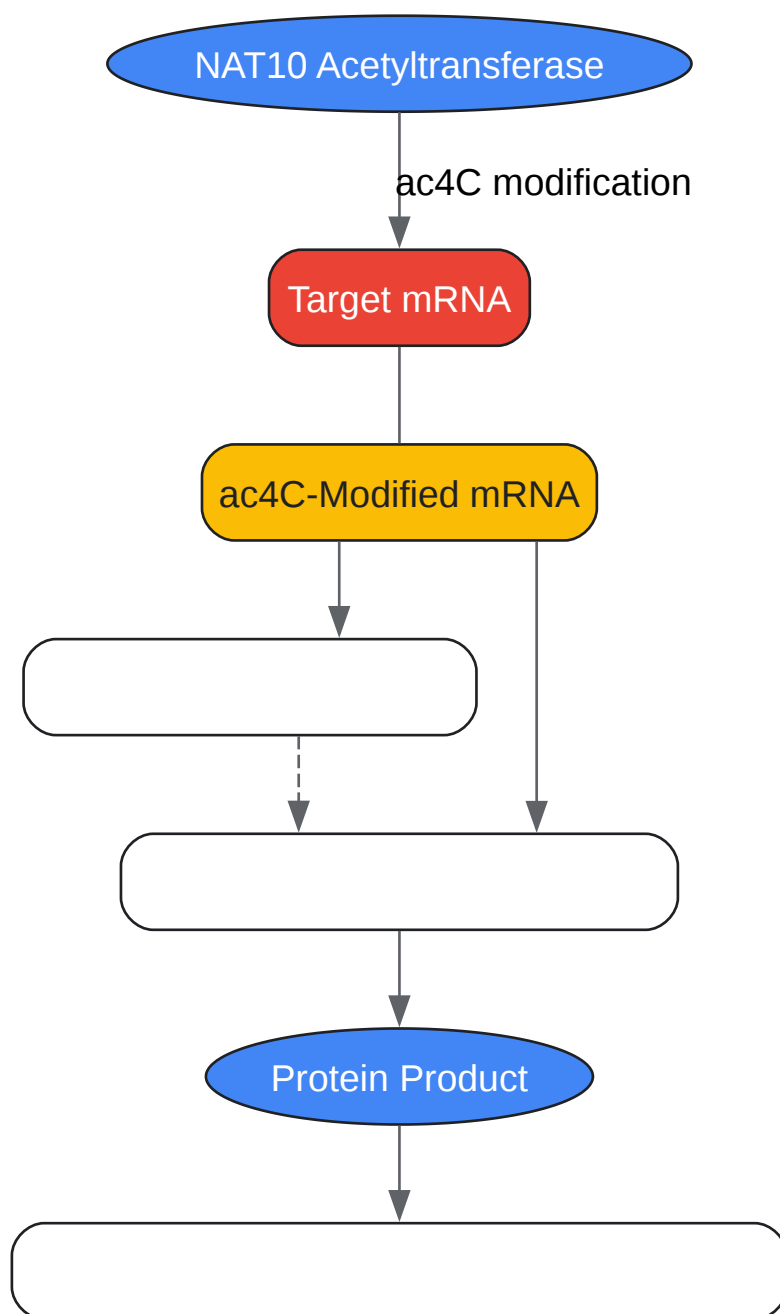 NAT10 Acetyltransferase
ac4C modification
Target mRNA
ac4C-Modified mRNA
Protein Product